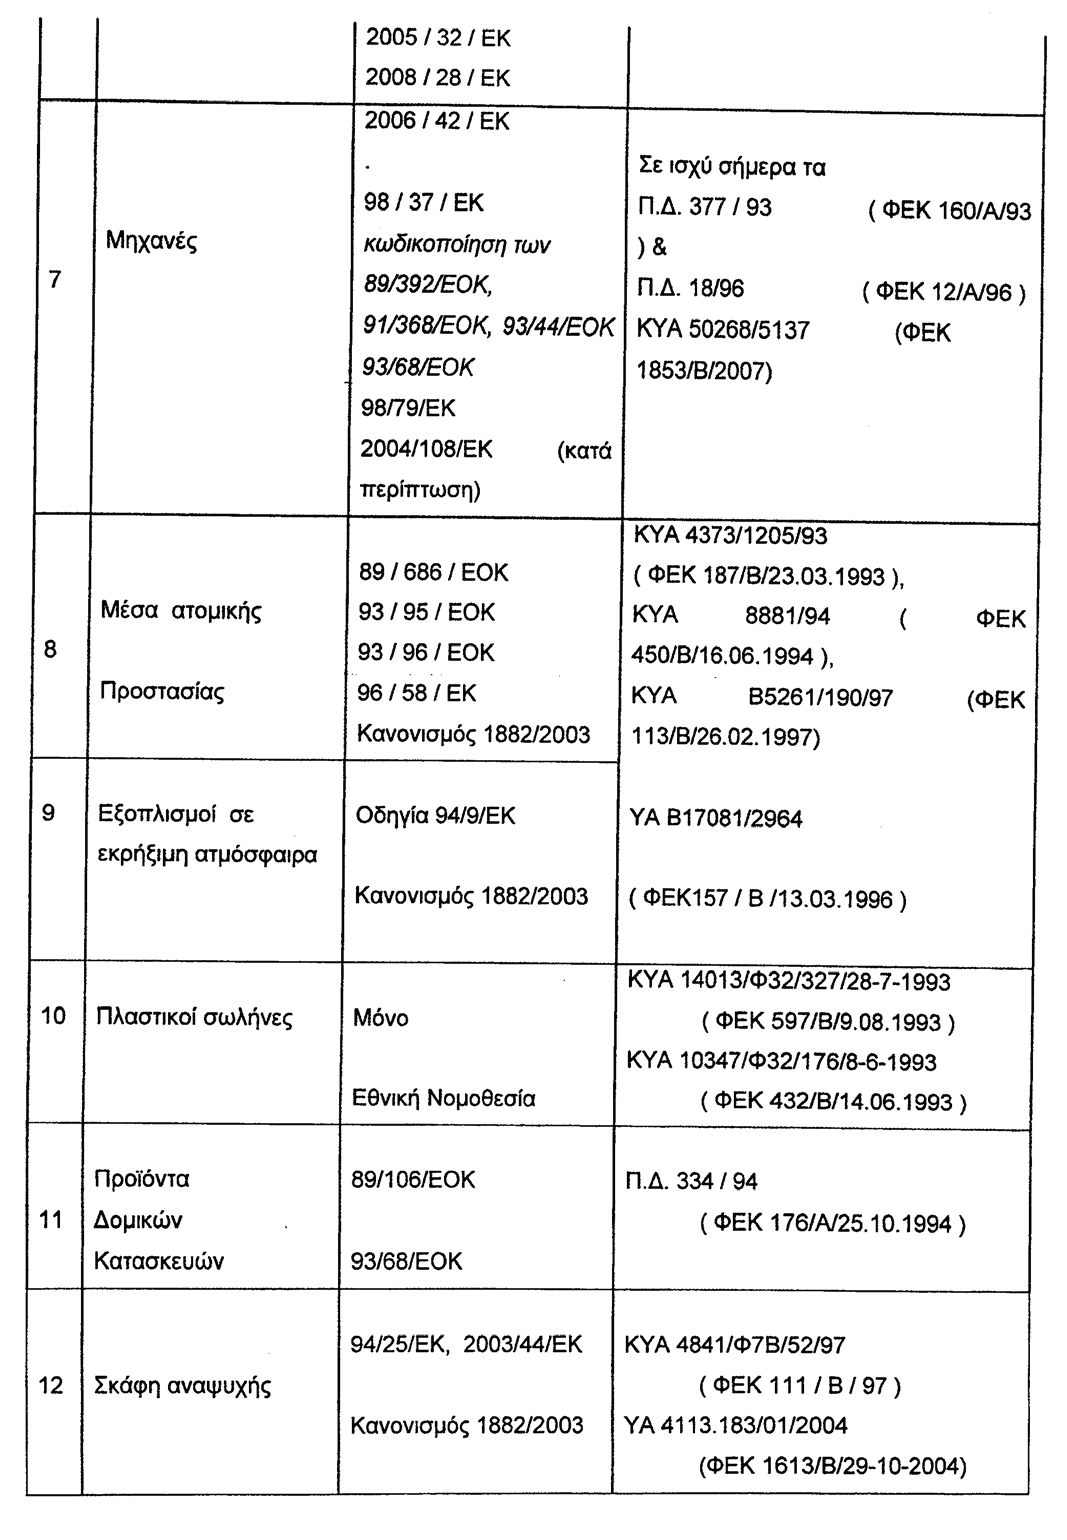 2005 / 32 / ΕΚ
2008 / 28 / ΕΚ
7
Μηχανές
2006 / 42 / ΕΚ
.
98 / 37 / ΕΚ
κωδικοποίηση των
89/392/ΕΟΚ,
91/368/ΕΟΚ, 93/44/ΕΟΚ
93/68/ΕΟΚ
98/79/ΕΚ
2004/108/ΕΚ (κατά
περίπτωση)
Σε ισχύ σήμερα τα
Π.Δ. 377 / 93 ( ΦΕΚ 160/Α/93
) &
Π.Δ. 18/96 ( ΦΕΚ 12/Α/96 )
ΚΥΑ 50268/5137 (ΦΕΚ
1853/Β/2007)
8
Μέσα ατομικής
Προστασίας
89 / 686 / ΕΟΚ
93 / 95 / ΕΟΚ
93 / 96 / ΕΟΚ
96 / 58 / ΕΚ
Κανονισμός 1882/2003
ΚΥΑ 4373/1205/93
( ΦΕΚ 187/Β/23.03.1993 ),
ΚΥΑ 8881/94 ( ΦΕΚ
450/Β/16.06.1994 ),
ΚΥΑ Β5261/190/97 (ΦΕΚ
113/Β/26.02.1997)
9
Εξοπλισμοί σε
εκρήξιμη ατμόσφαιρα
Οδηγία 94/9/ΕΚ
Κανονισμός 1882/2003
ΥΑ Β17081/2964
( ΦΕΚ157 / Β /13.03.1996 )
10
Πλαστικοί σωλήνες
Μόνο
Εθνική Νομοθεσία
ΚΥΑ 14013/Φ32/327/28-7-1993
( ΦΕΚ 597/Β/9.08.1993 )
ΚΥΑ 10347/Φ32/176/8-6-1993
( ΦΕΚ 432/Β/14.06.1993 )
11
Προϊόντα
Δομικών
Κατασκευών
89/106/ΕΟΚ
93/68/ΕΟΚ
Π.Δ. 334 / 94
( ΦΕΚ 176/Α/25.10.1994 )
12
Σκάφη αναψυχής
94/25/ΕΚ, 2003/44/ΕΚ
Κανονισμός 1882/2003
ΚΥΑ 4841/Φ7Β/52/97
( ΦΕΚ 111 / Β / 97 )
ΥΑ 4113.183/01/2004
(ΦΕΚ 1613/Β/29-10-2004)